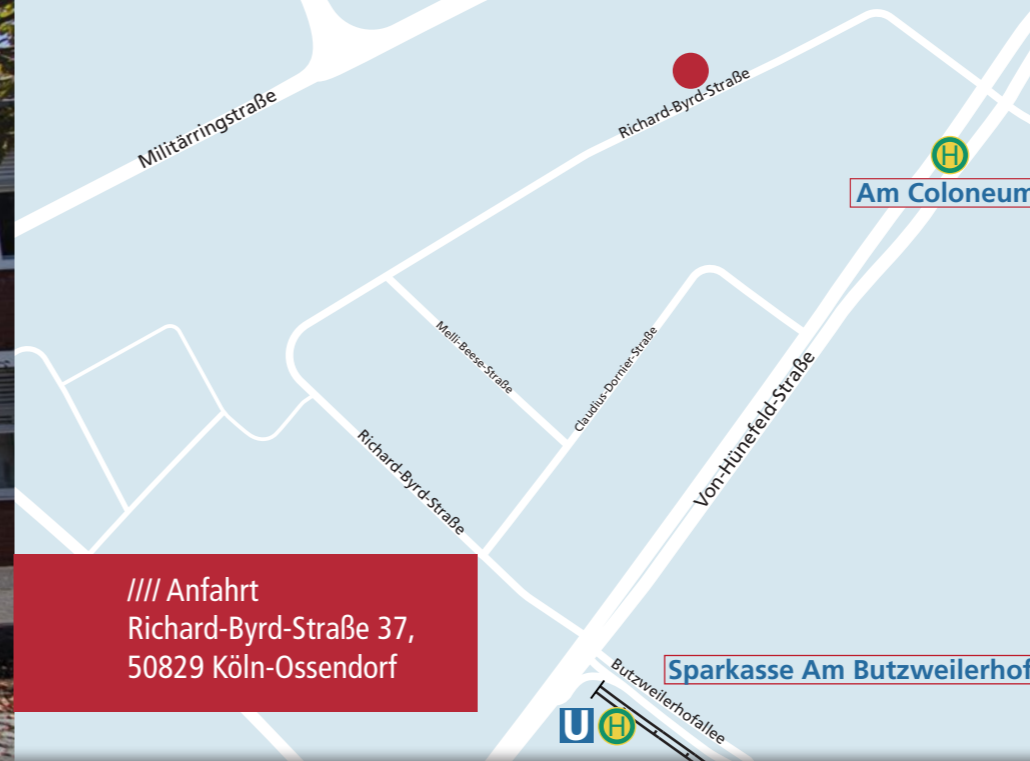 Militärringstraße
Richard-Byrd-Straße
H
Am Coloneum
Melli-Beese-Straße
Claudius-Dornier-Straße
Von-Hünefeld-Straße
Richard-Byrd-Straße
//// Anfahrt
Richard-Byrd-Straße 37,
50829 Köln-Ossendorf
Sparkasse Am Butzweilerhof
Butzweilerhofallee
U H